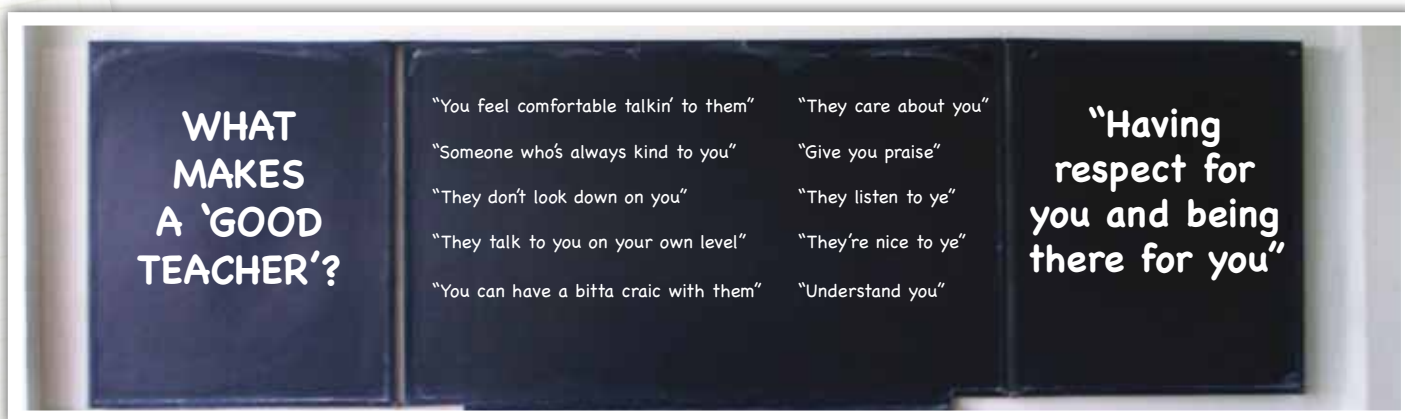 WHAT
MAKES
A ‘GOOD
TEACHER’?
“You feel comfortable talkin’ to them”
“Someone who’s always kind to you”
“They don’t look down on you”
“They talk to you on your own level”
“You can have a bitta craic with them”
“They care about you”
“Give you praise”
“They listen to ye”
“They’re nice to ye”
“Understand you”
“Having
respect for
you and being
there for you”